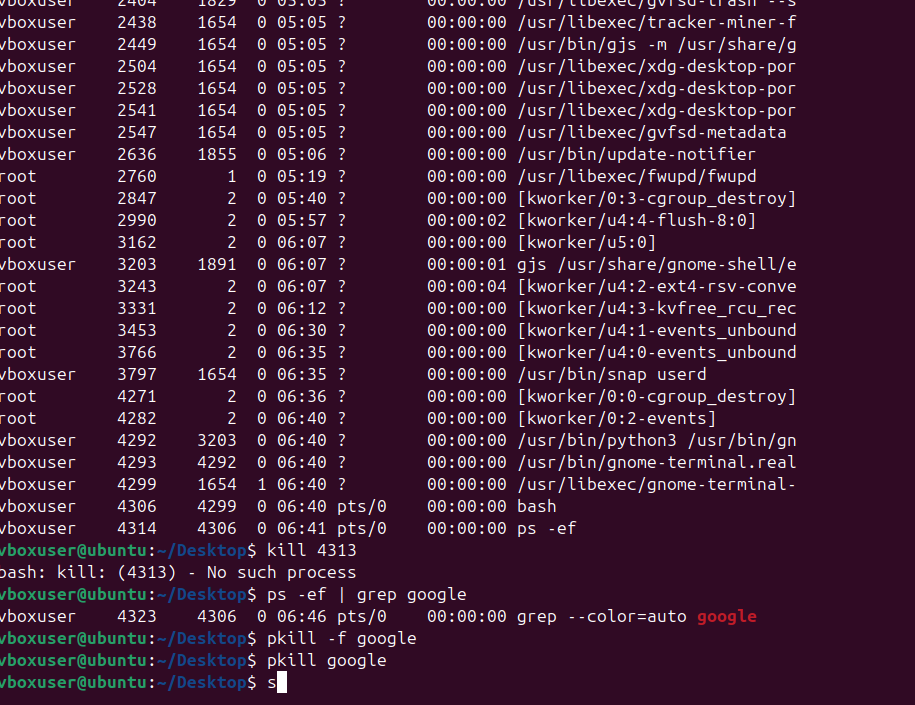 vboxuser 2404 1829 0 05:05 ? 00:00:00 /usr/libexec/gvfsd-trash --s
vboxuser 2438 1654 0 05:05 ? 00:00:00 /usr/libexec/tracker-miner-f
vboxuser 2449 1654 0 05:05 ? 00:00:00 /usr/bin/gjs -m /usr/share/g
vboxuser 2504 1654 0 05:05 ? 00:00:00 /usr/libexec/xdg-desktop-por
vboxuser 2528 1654 0 05:05 ? 00:00:00 /usr/libexec/xdg-desktop-por
vboxuser 2541 1654 0 05:05 ? 00:00:00 /usr/libexec/xdg-desktop-por
vboxuser 2547 1654 0 05:05 ? 00:00:00 /usr/libexec/gvfsd-metadata
vboxuser 2636 1855 0 05:06 ? 00:00:00 /usr/bin/update-notifier
root 2760 1 0 05:19 ? 00:00:00 /usr/libexec/fwupd/fwupd
root 2847 2 0 05:40 ? 00:00:00 [kworker/0:3-cgroup_destroy]
root 2990 2 0 05:57 ? 00:00:02 [kworker/u4:4-flush-8:0]
root 3162 2 0 06:07 ? 00:00:00 [kworker/u5:0]
vboxuser 3203 1891 0 06:07 ? 00:00:01 gjs /usr/share/gnome-shell/e
root 3243 2 0 06:07 ? 00:00:04 [kworker/u4:2-ext4-rsv-conve
root 3331 2 0 06:12 ? 00:00:00 [kworker/u4:3-kvfree_rcu_rec
root 3453 2 0 06:30 ? 00:00:00 [kworker/u4:1-events_unbound
root 3766 2 0 06:35 ? 00:00:00 [kworker/u4:0-events_unbound
vboxuser 3797 1654 0 06:35 ? 00:00:00 /usr/bin/snap userd
root 4271 2 0 06:36 ? 00:00:00 [kworker/0:0-cgroup_destroy]
root 4282 2 0 06:40 ? 00:00:00 [kworker/0:2-events]
vboxuser 4292 3203 0 06:40 ? 00:00:00 /usr/bin/python3 /usr/bin/gn
vboxuser 4293 4292 0 06:40 ? 00:00:00 /usr/bin/gnome-terminal.real
vboxuser 4299 1654 1 06:40 ? 00:00:00 /usr/libexec/gnome-terminal-
vboxuser 4306 4299 0 06:40 pts/0 00:00:00 bash
vboxuser 4314 4306 0 06:41 pts/0 00:00:00 ps -ef
vboxuser@ubuntu:~/Desktop$ kill 4313
bash: kill: (4313) - No such process
vboxuser@ubuntu:~/Desktop$ ps -ef | grep google
vboxuser 4323 4306 0 06:46 pts/0 00:00:00 grep --color=auto google
vboxuser@ubuntu:~/Desktop$ pkill -f google
vboxuser@ubuntu:~/Desktop$ pkill google
vboxuser@ubuntu:~/Desktop$ s